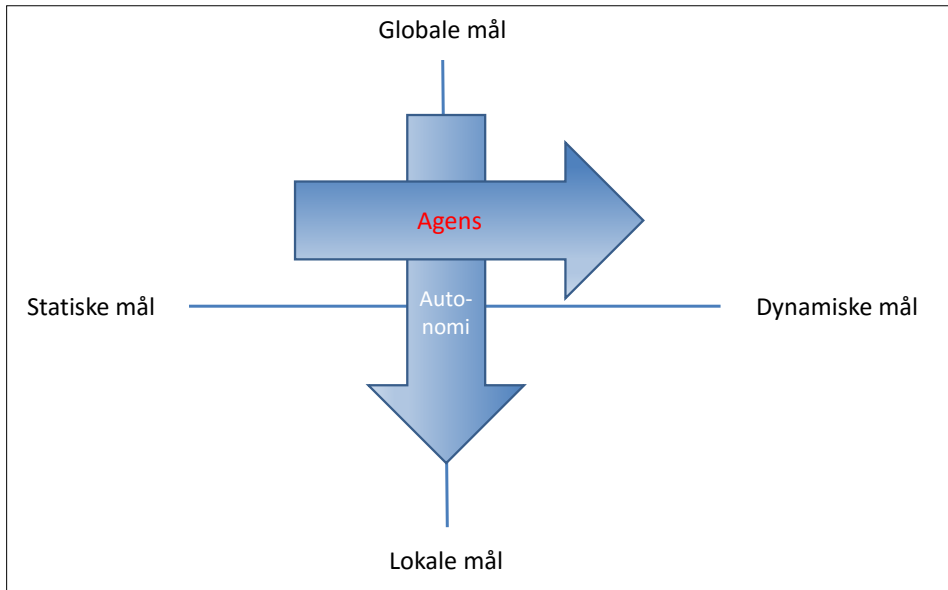 Globale mål
Agens
Statiske mål
Auto-
nomi
Dynamiske mål
Lokale mål